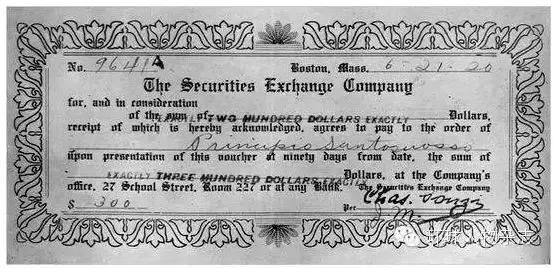 No. 9641A Boston, Mass. 6-21-20
The Securities Exchange Company
for, and in consideration
of the sum of EXACTLY TWO HUNDRED DOLLARS EXACTLY Dollars,
receipt of which is hereby acknowledged, agrees to pay to the order of
Principio Santosuosso
upon presentation of this voucher at ninety days from date, the sum of
EXACTLY THREE HUNDRED DOLLARS EXACTLY Dollars, at the Company's
office, 27 School Street, Room 227 or at any Bank. The Securities Exchange Company
$ 300 Per Chas. Ponzi